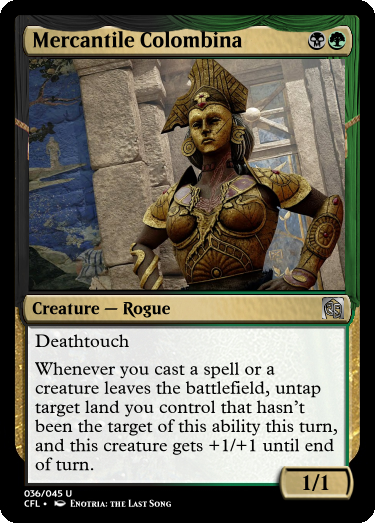 Mercantile Colombina
Creature — Rogue
Deathtouch
Whenever you cast a spell or a
creature leaves the battlefield, untap
target land you control that hasn't
been the target of this ability this turn,
and this creature gets +1/+1 until end
of turn.
1/1
036/045 U
CFL • Enotria: the Last Song